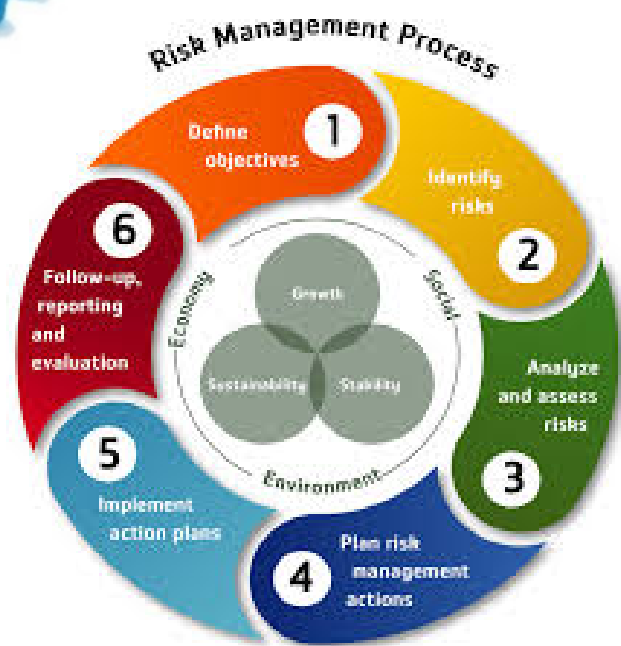 Risk Management Process
1
Define
objectives
2
Identify
risks
3
Analyze
and assess
risks
4
Plan risk
management
actions
5
Implement
action plans
6
Follow-up,
reporting
and
evaluation
Economy
Social
Environment
Growth
Sustainability
Stability